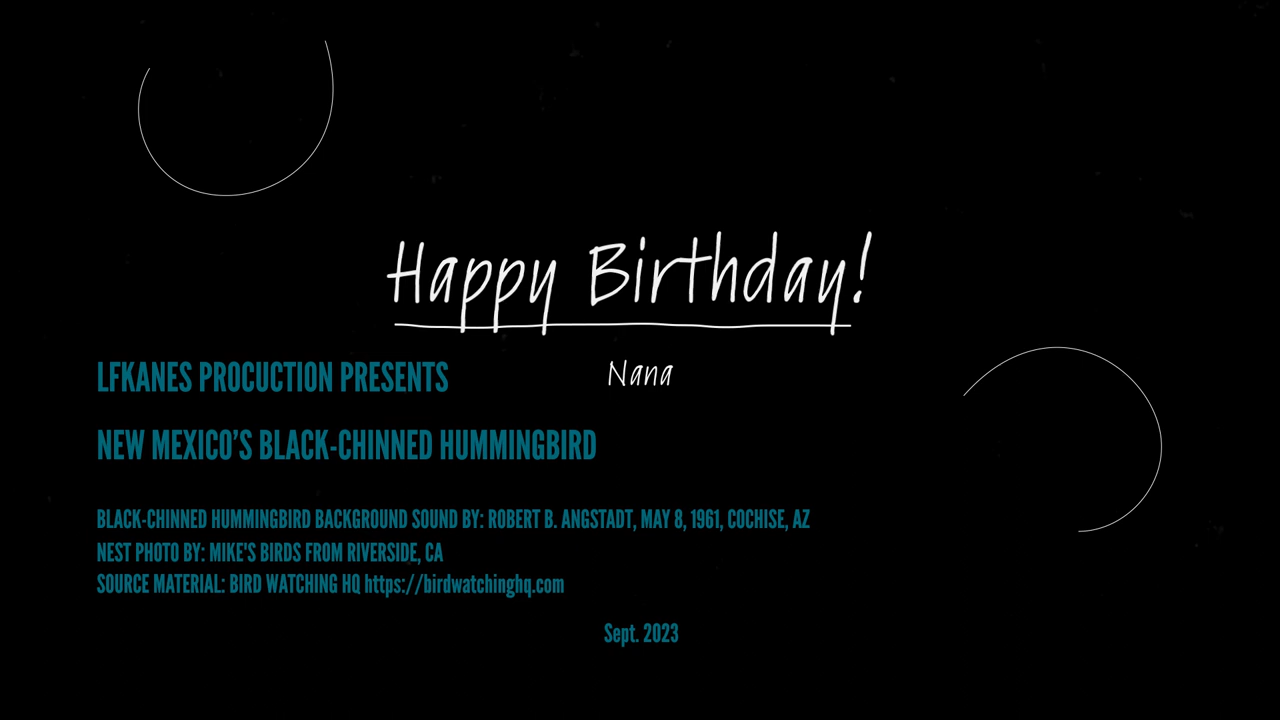 Happy Birthday!
Nana
LFKANES PROCUCTION PRESENTS
NEW MEXICO’S BLACK-CHINNED HUMMINGBIRD
BLACK-CHINNED HUMMINGBIRD BACKGROUND SOUND BY: ROBERT B. ANGSTADT, MAY 8, 1961, COCHISE, AZ
NEST PHOTO BY: MIKE'S BIRDS FROM RIVERSIDE, CA
SOURCE MATERIAL: BIRD WATCHING HQ https://birdwatchinghq.com
Sept. 2023